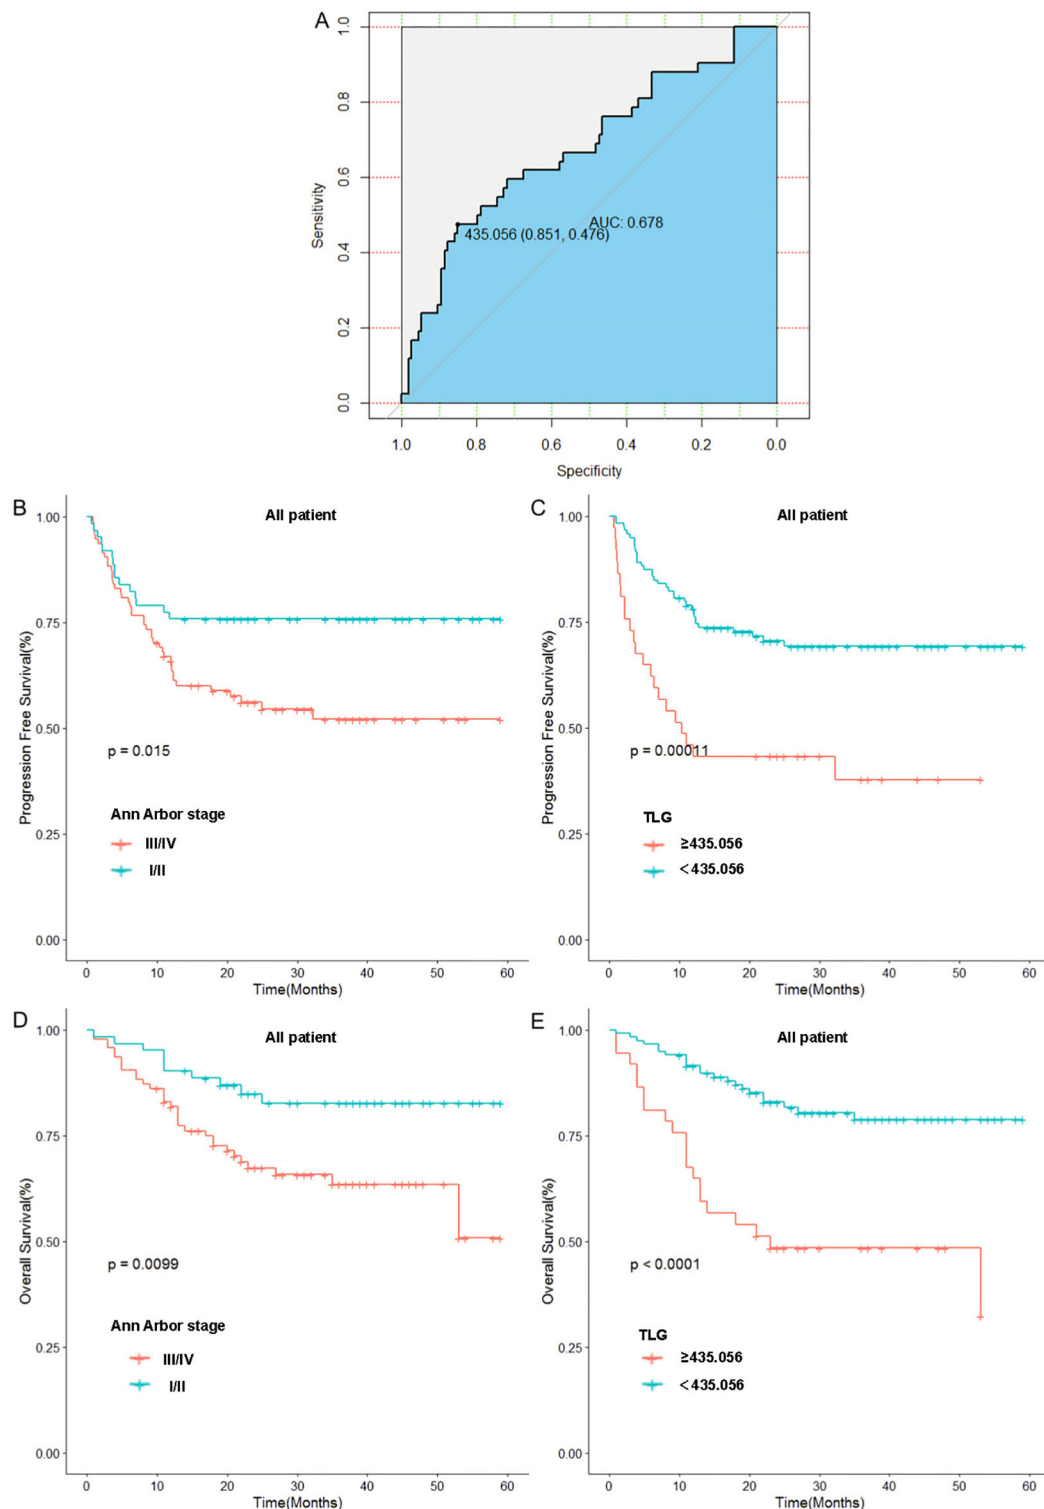 A
1.0
0.8
0.6
0.4
0.2
0.0
Sensitivity
AUC: 0.678
435.056 (0.851, 0.476)
1.0 0.8 0.6 0.4 0.2 0.0
Specificity
B
All patient
1.00
0.75
0.50
0.25
0.00
Progression Free Survival(%)
p = 0.015
Ann Arbor stage
III/IV
I/II
0 10 20 30 40 50 60
Time(Months)
C
All patient
1.00
0.75
0.50
0.25
0.00
Progression Free Survival(%)
p = 0.00011
TLG
≥435.056
<435.056
0 10 20 30 40 50 60
Time(Months)
D
All patient
1.00
0.75
0.50
0.25
0.00
Overall Survival(%)
p = 0.0099
Ann Arbor stage
III/IV
I/II
0 10 20 30 40 50 60
Time(Months)
E
All patient
1.00
0.75
0.50
0.25
0.00
Overall Survival(%)
p < 0.0001
TLG
≥435.056
<435.056
0 10 20 30 40 50 60
Time(Months)